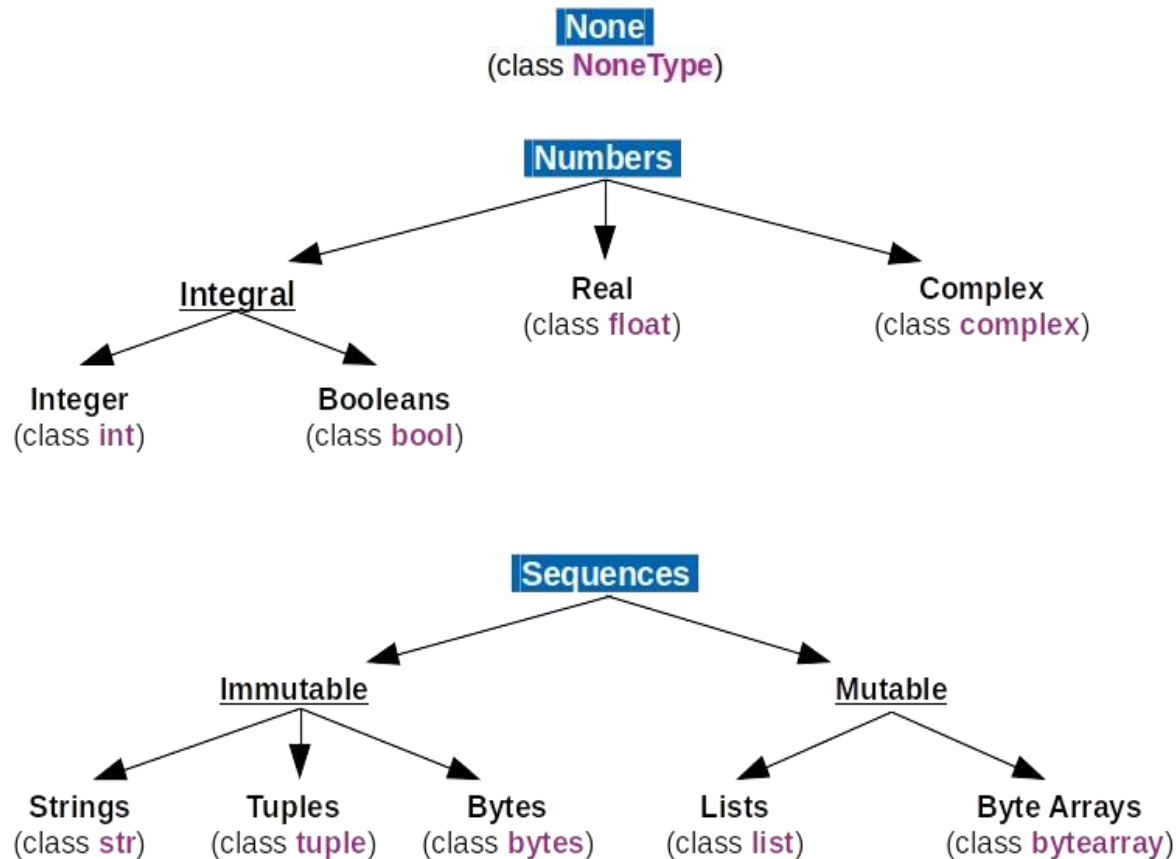 None
(class NoneType)
Numbers
Integral
Real
(class float)
Complex
(class complex)
Integer
(class int)
Booleans
(class bool)
Sequences
Immutable
Mutable
Strings
(class str)
Tuples
(class tuple)
Bytes
(class bytes)
Lists
(class list)
Byte Arrays
(class bytearray)